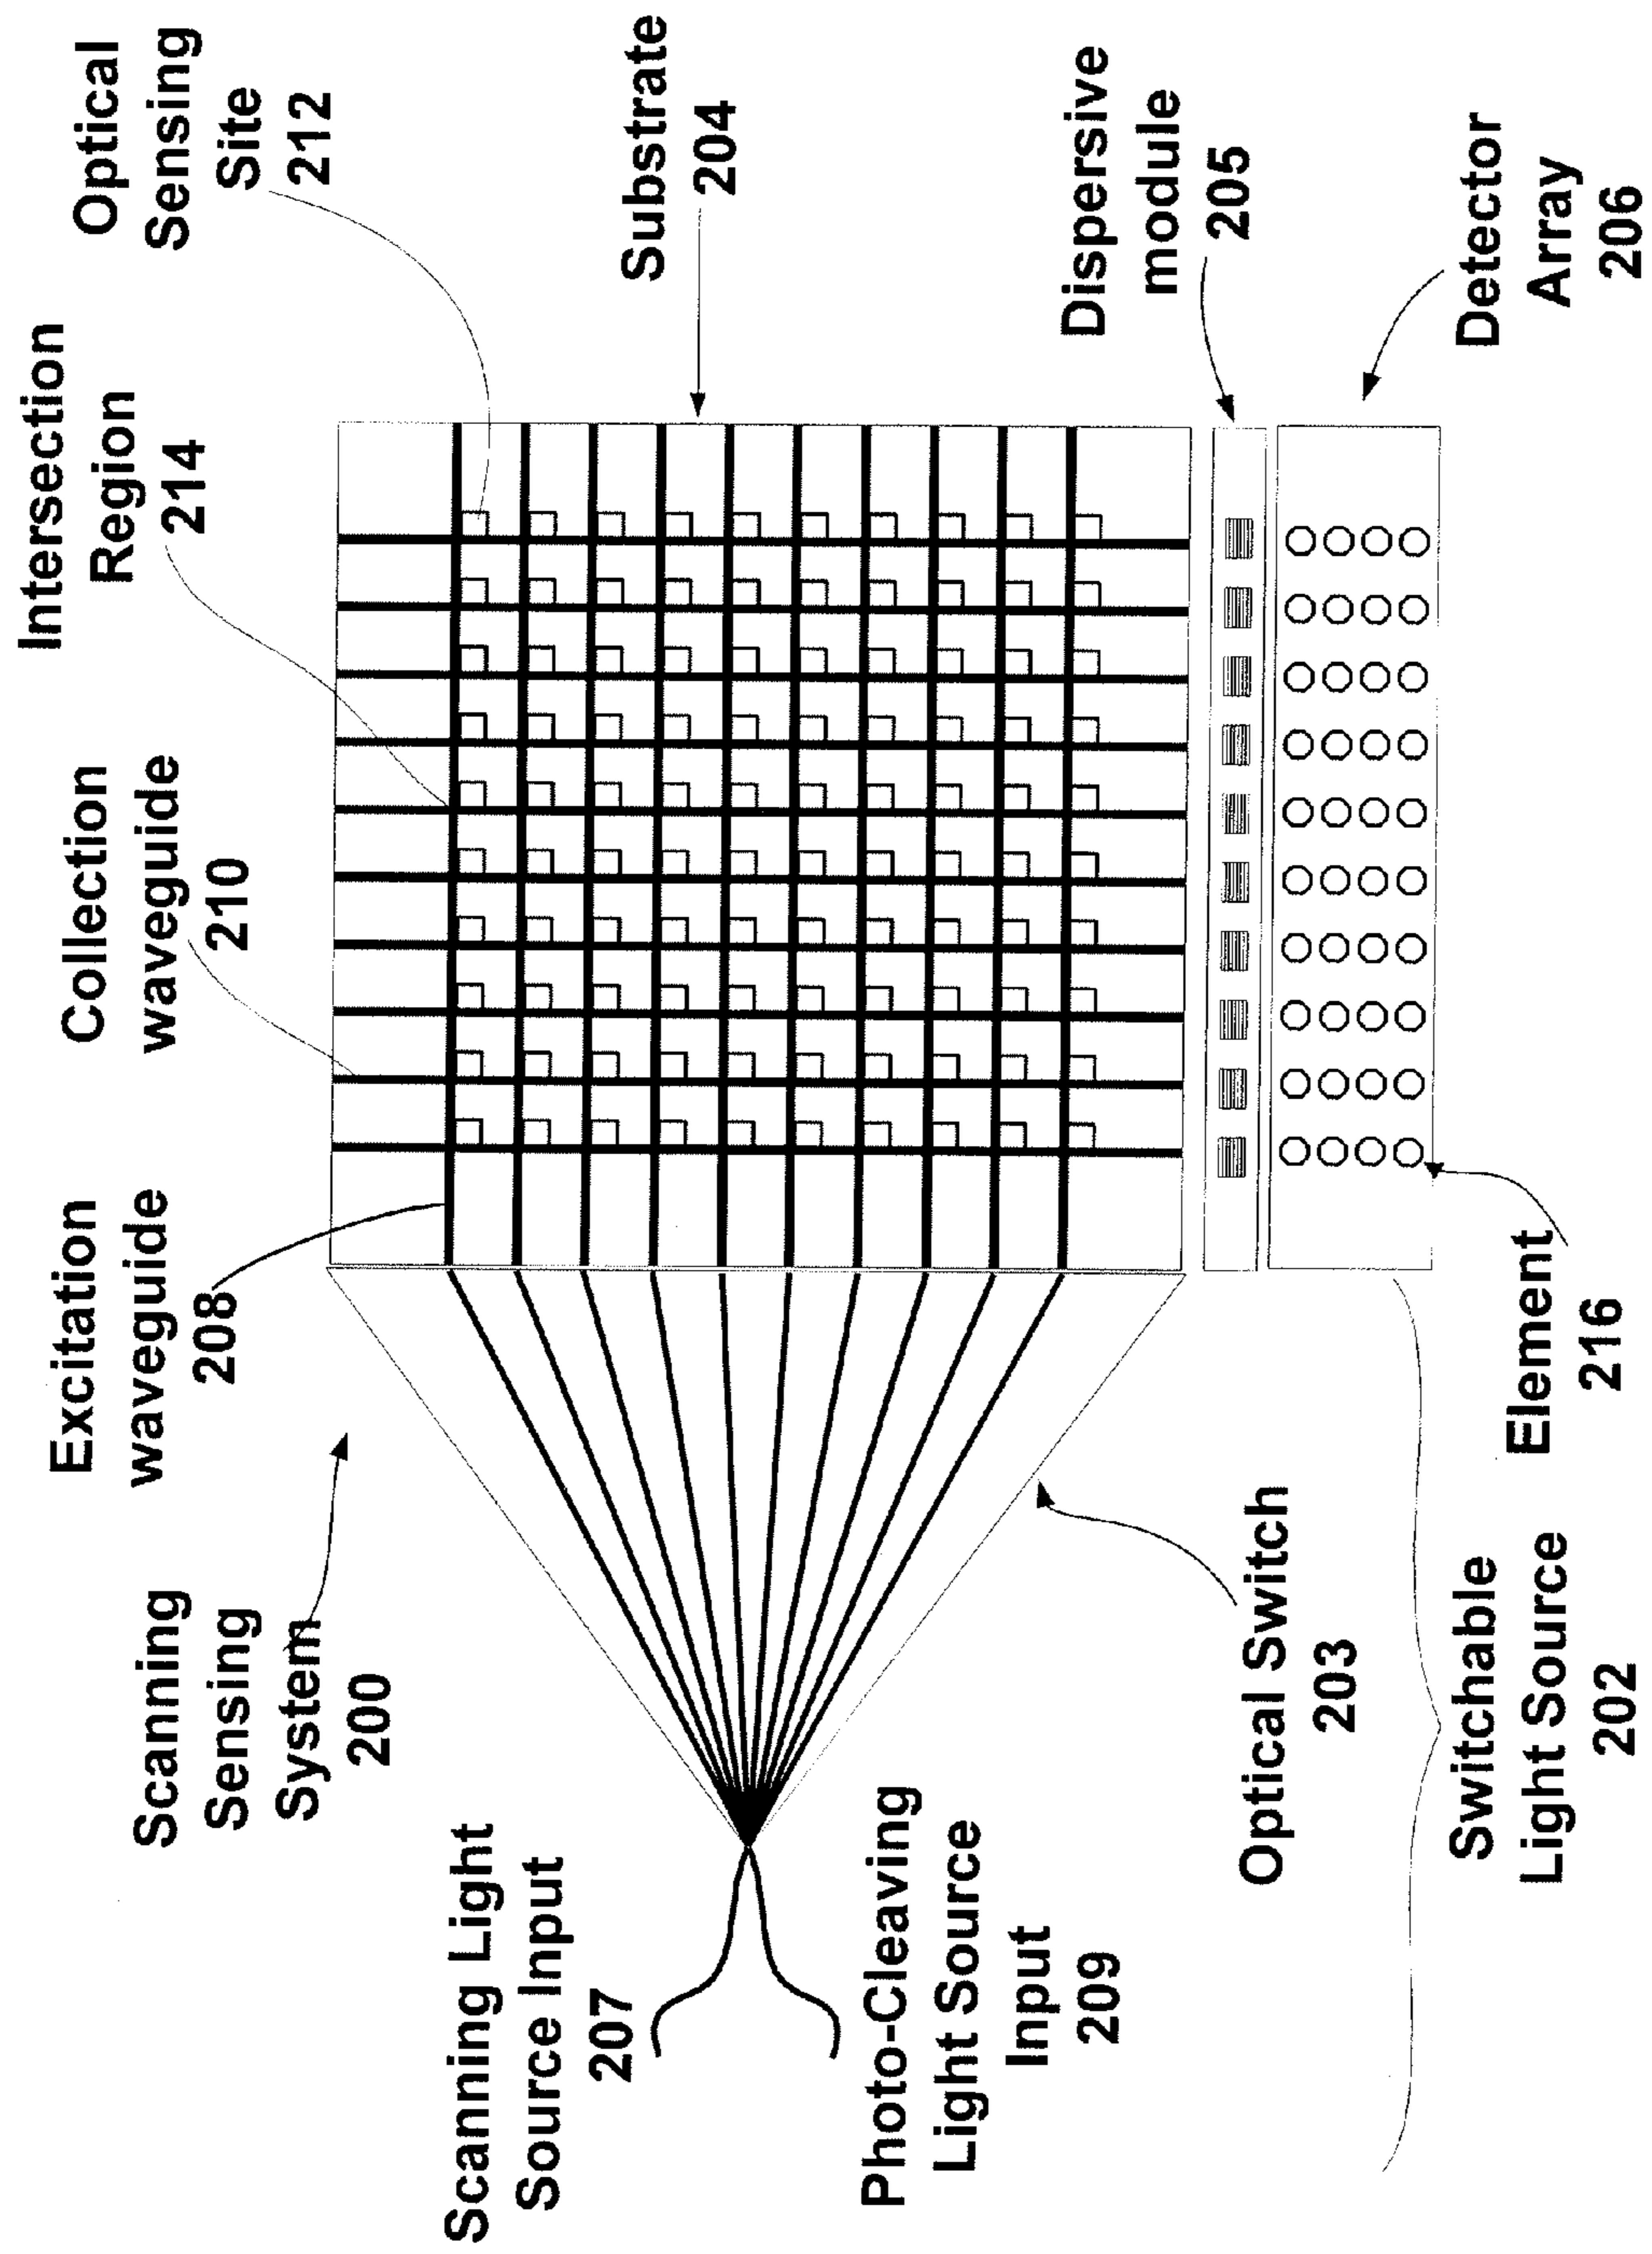 Scanning
Sensing
System
200
Excitation
waveguide
208
Collection
waveguide
210
Intersection
Region
214
Optical
Sensing
Site
212
Scanning Light
Source Input
207
Substrate
204
Photo-Cleaving
Light Source
Input
209
Dispersive
module
205
Optical Switch
203
Detector
Array
206
Element
216
Switchable
Light Source
202